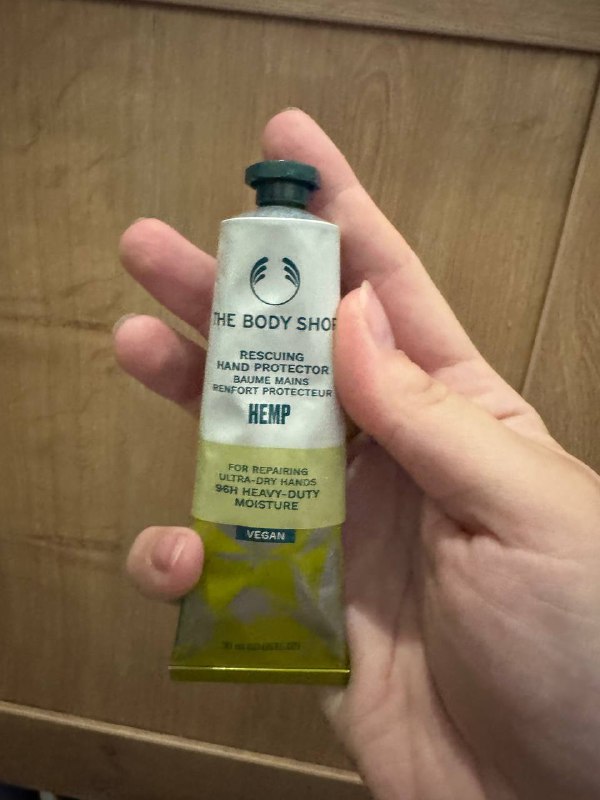 THE BODY SHOP
RESCUING
HAND PROTECTOR
BAUME MAINS
RENFORT PROTECTEUR
HEMP
FOR REPAIRING
ULTRA-DRY HANDS
96H HEAVY-DUTY
MOISTURE
VEGAN